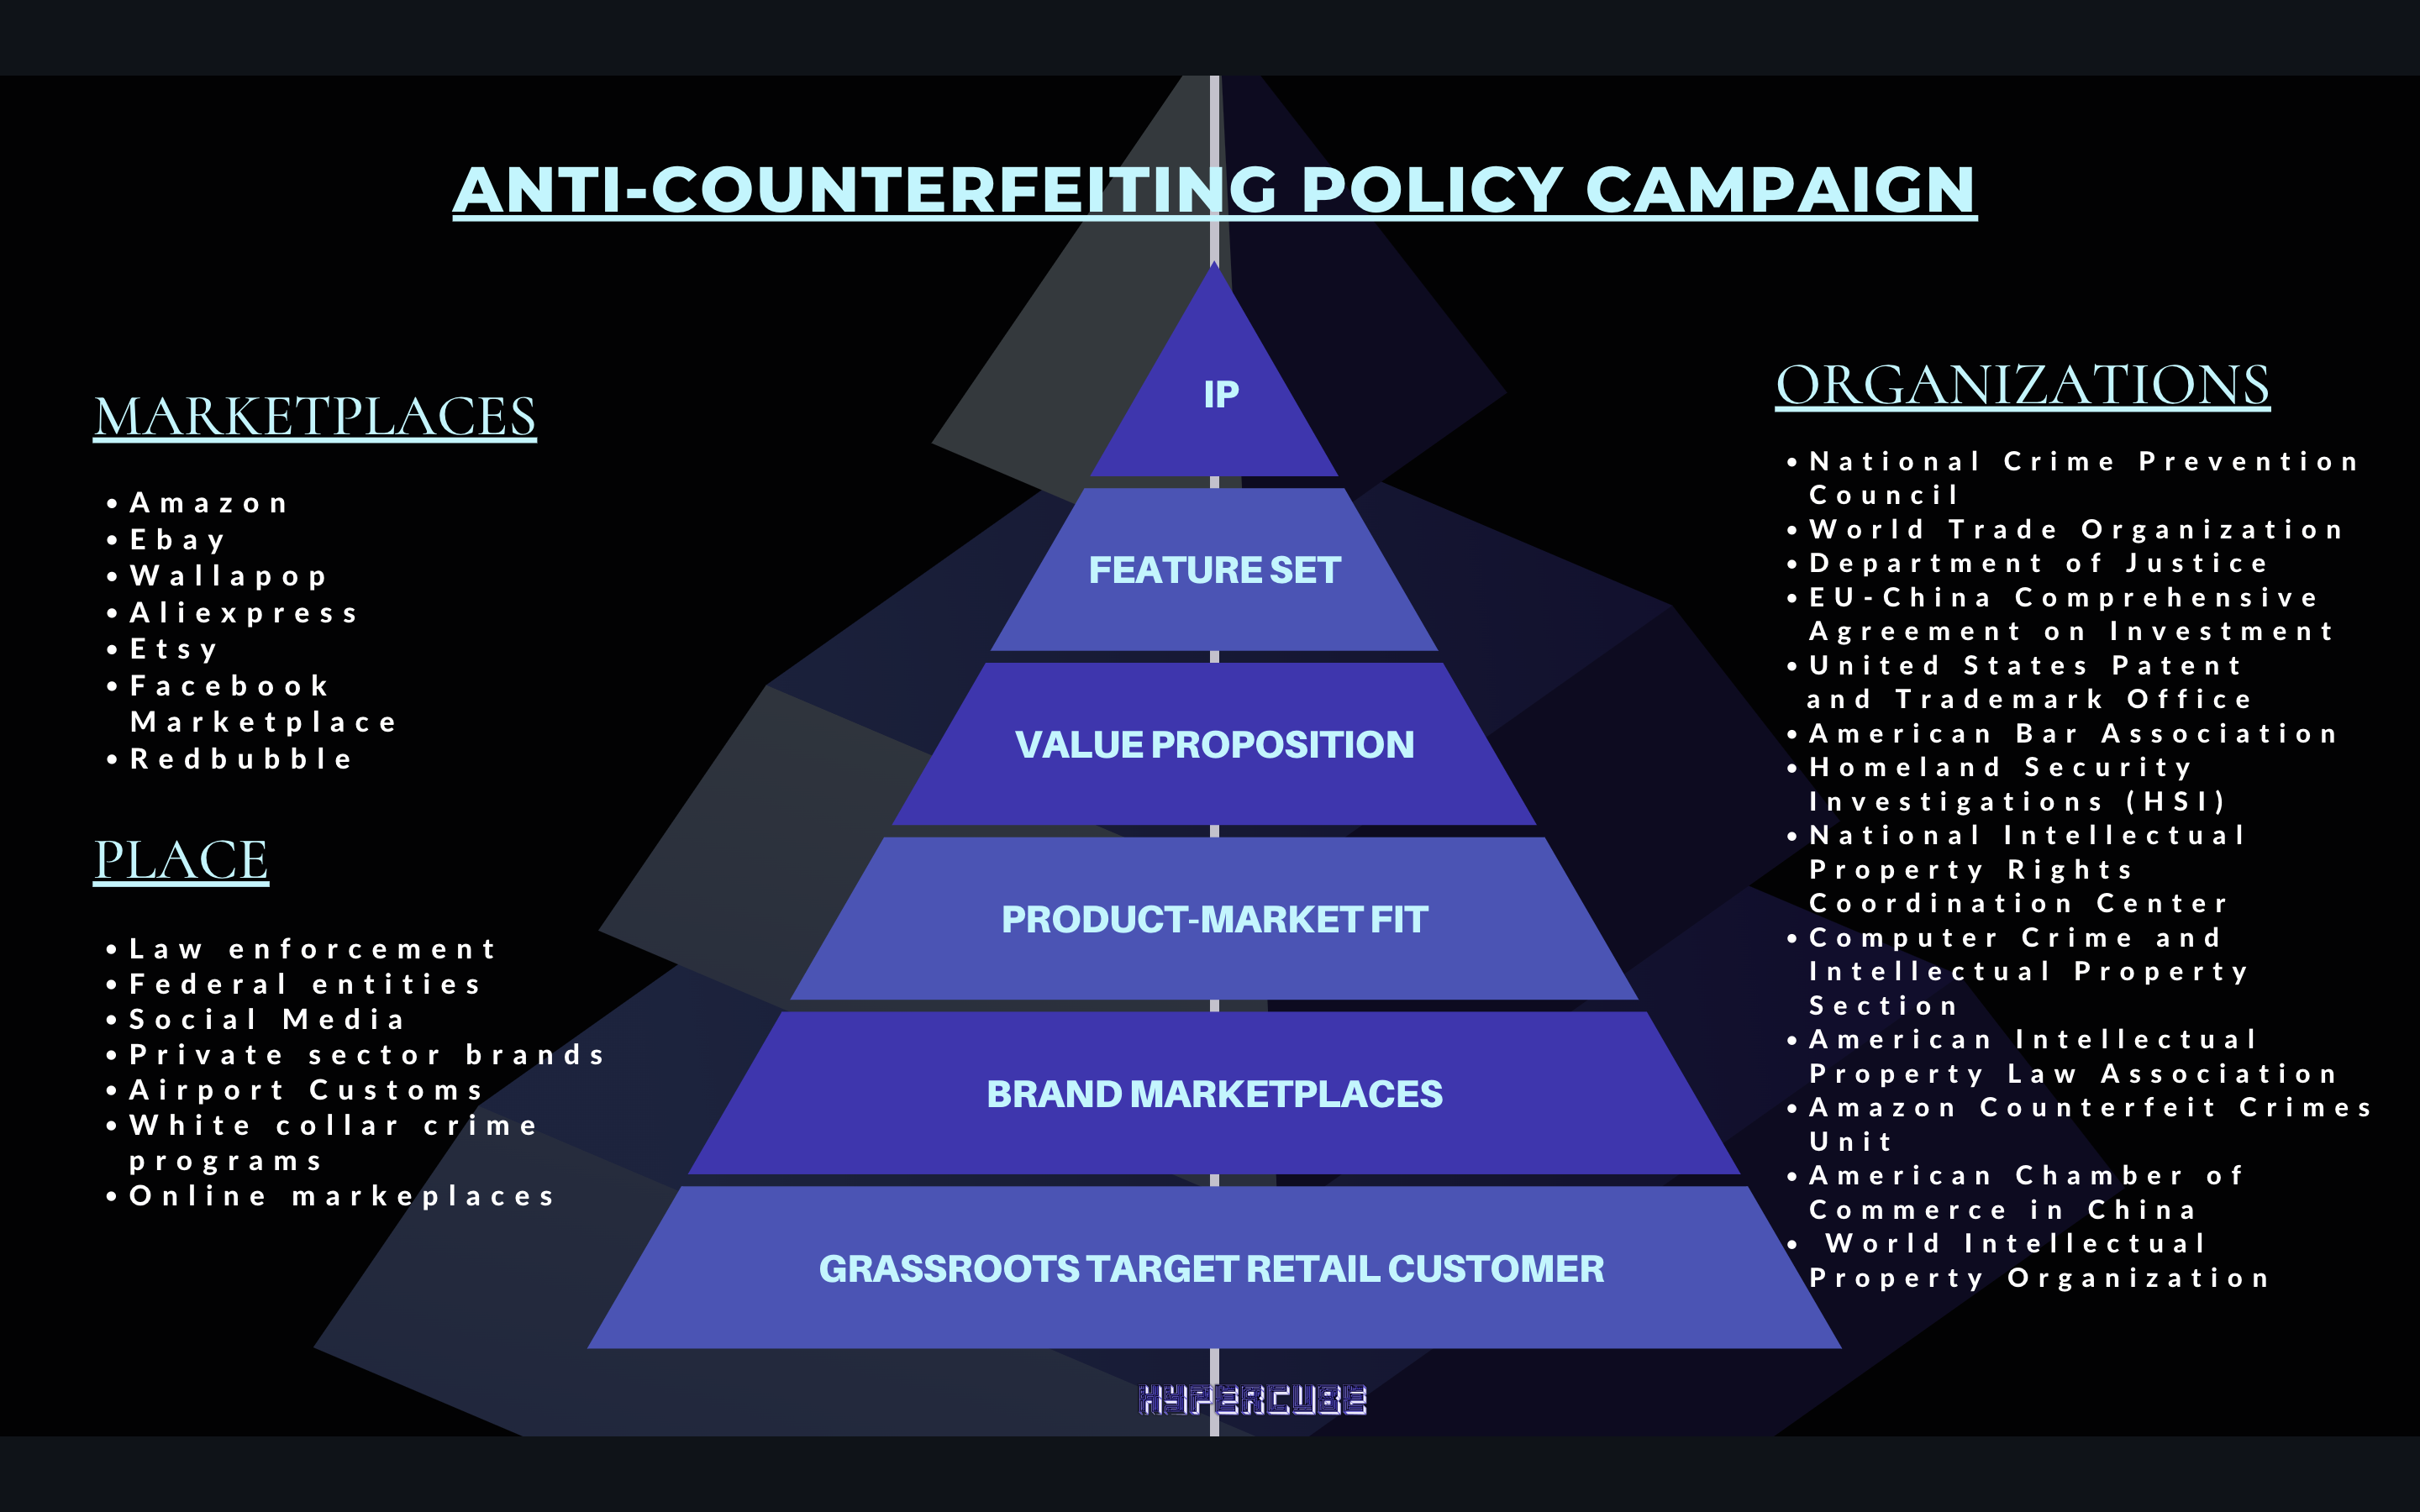 ANTI-COUNTERFEITING POLICY CAMPAIGN
MARKETPLACES
• Amazon
• Ebay
• Wallapop
• Aliexpress
• Etsy
• Facebook
Marketplace
• Redbubble
PLACE
• Law enforcement
• Federal entities
• Social Media
• Private sector brands
• Airport Customs
• White collar crime
programs
• Online markeplaces
IP
FEATURE SET
VALUE PROPOSITION
PRODUCT-MARKET FIT
BRAND MARKETPLACES
GRASSROOTS TARGET RETAIL CUSTOMER
HYPERCUBE
ORGANIZATIONS
• National Crime Prevention
Council
• World Trade Organization
• Department of Justice
• EU-China Comprehensive
Agreement on Investment
• United States Patent
and Trademark Office
• American Bar Association
• Homeland Security
Investigations (HSI)
• National Intellectual
Property Rights
Coordination Center
• Computer Crime and
Intellectual Property
Section
• American Intellectual
Property Law Association
• Amazon Counterfeit Crimes
Unit
• American Chamber of
Commerce in China
• World Intellectual
Property Organization